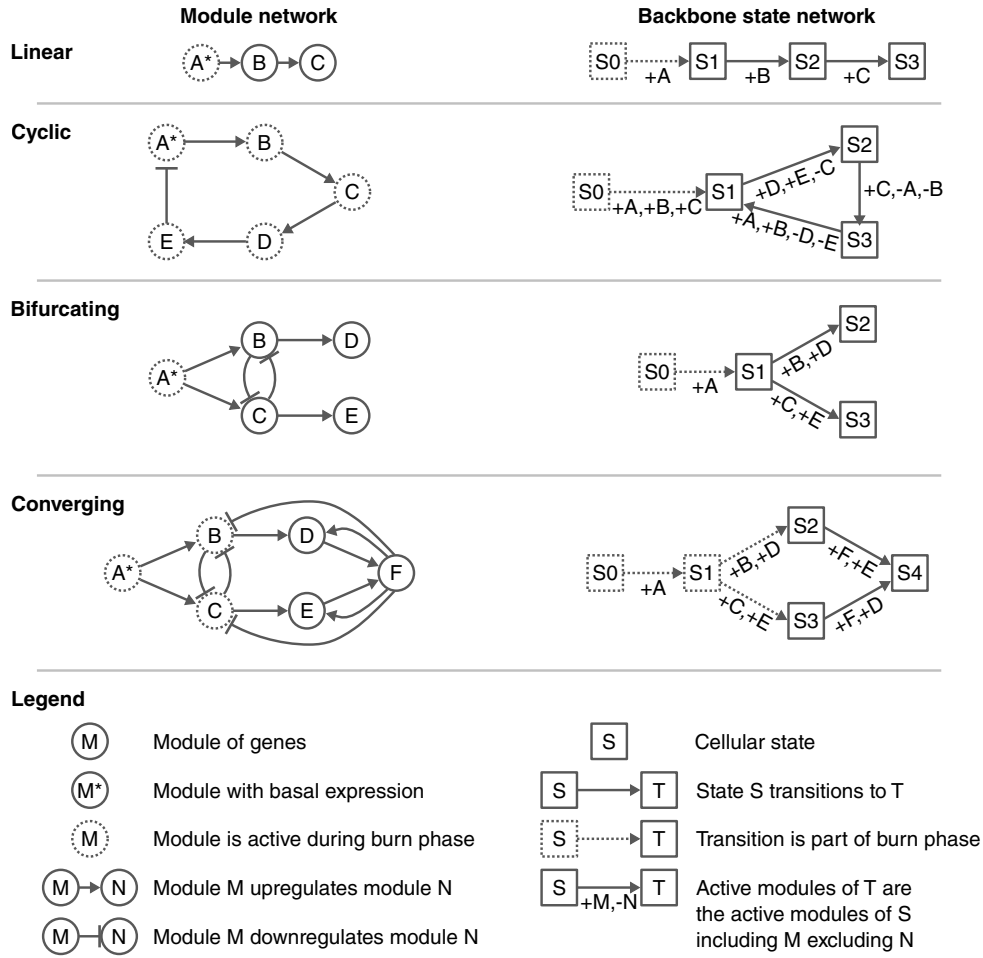 Module network
Backbone state network
Linear
A*
B
C
S0
+A
S1
+B
S2
+C
S3
Cyclic
A*
B
C
D
E
S0
+A,+B,+C
S1
+D,+E,-C
S2
+C,-A,-B
S3
+A,+B,-D,-E
Bifurcating
A*
B
D
C
E
S0
+A
S1
+B,+D
S2
+C,+E
S3
Converging
A*
B
D
F
C
E
S0
+A
S1
+B,+D
S2
+F,+E
S4
+C,+E
S3
+F,+D
Legend
M
Module of genes
M*
Module with basal expression
M
Module is active during burn phase
M
N
Module M upregulates module N
M
N
Module M downregulates module N
S
Cellular state
S
T
State S transitions to T
S
T
Transition is part of burn phase
S
+M,-N
T
Active modules of T are
the active modules of S
including M excluding N